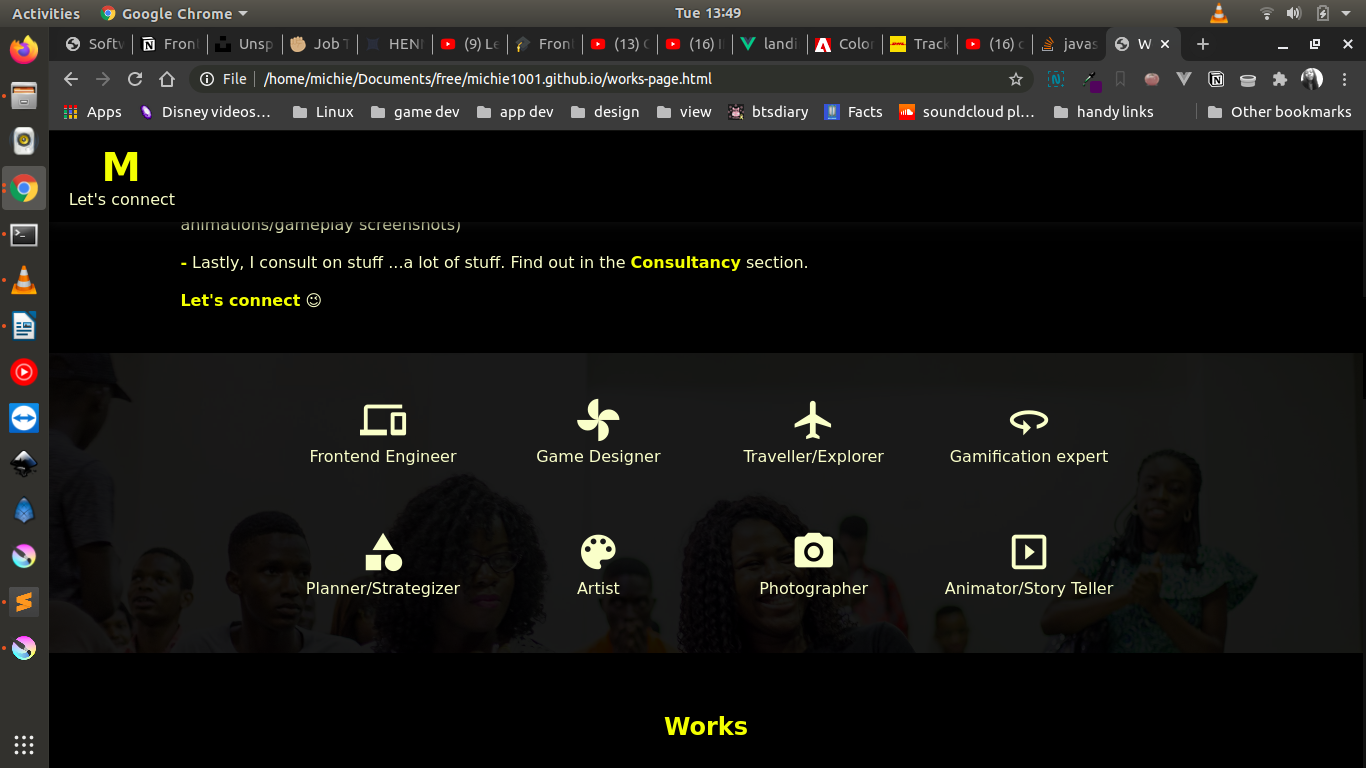 Activities Google Chrome Tue 13:49
Softw Fron Unsp Job T HENN (9) Le Fron (13) C (16) I landi Color Track (16) c javas W
File /home/michie/Documents/free/michie1001.github.io/works-page.html
Apps Disney videos... Linux game dev app dev design view btsdiary Facts soundcloud pl... handy links Other bookmarks
M
Let's connect
animations/gameplay screenshots)
- Lastly, I consult on stuff ...a lot of stuff. Find out in the Consultancy section.
Let's connect 😉
Frontend Engineer Game Designer Traveller/Explorer Gamification expert
Planner/Strategizer Artist Photographer Animator/Story Teller
Works